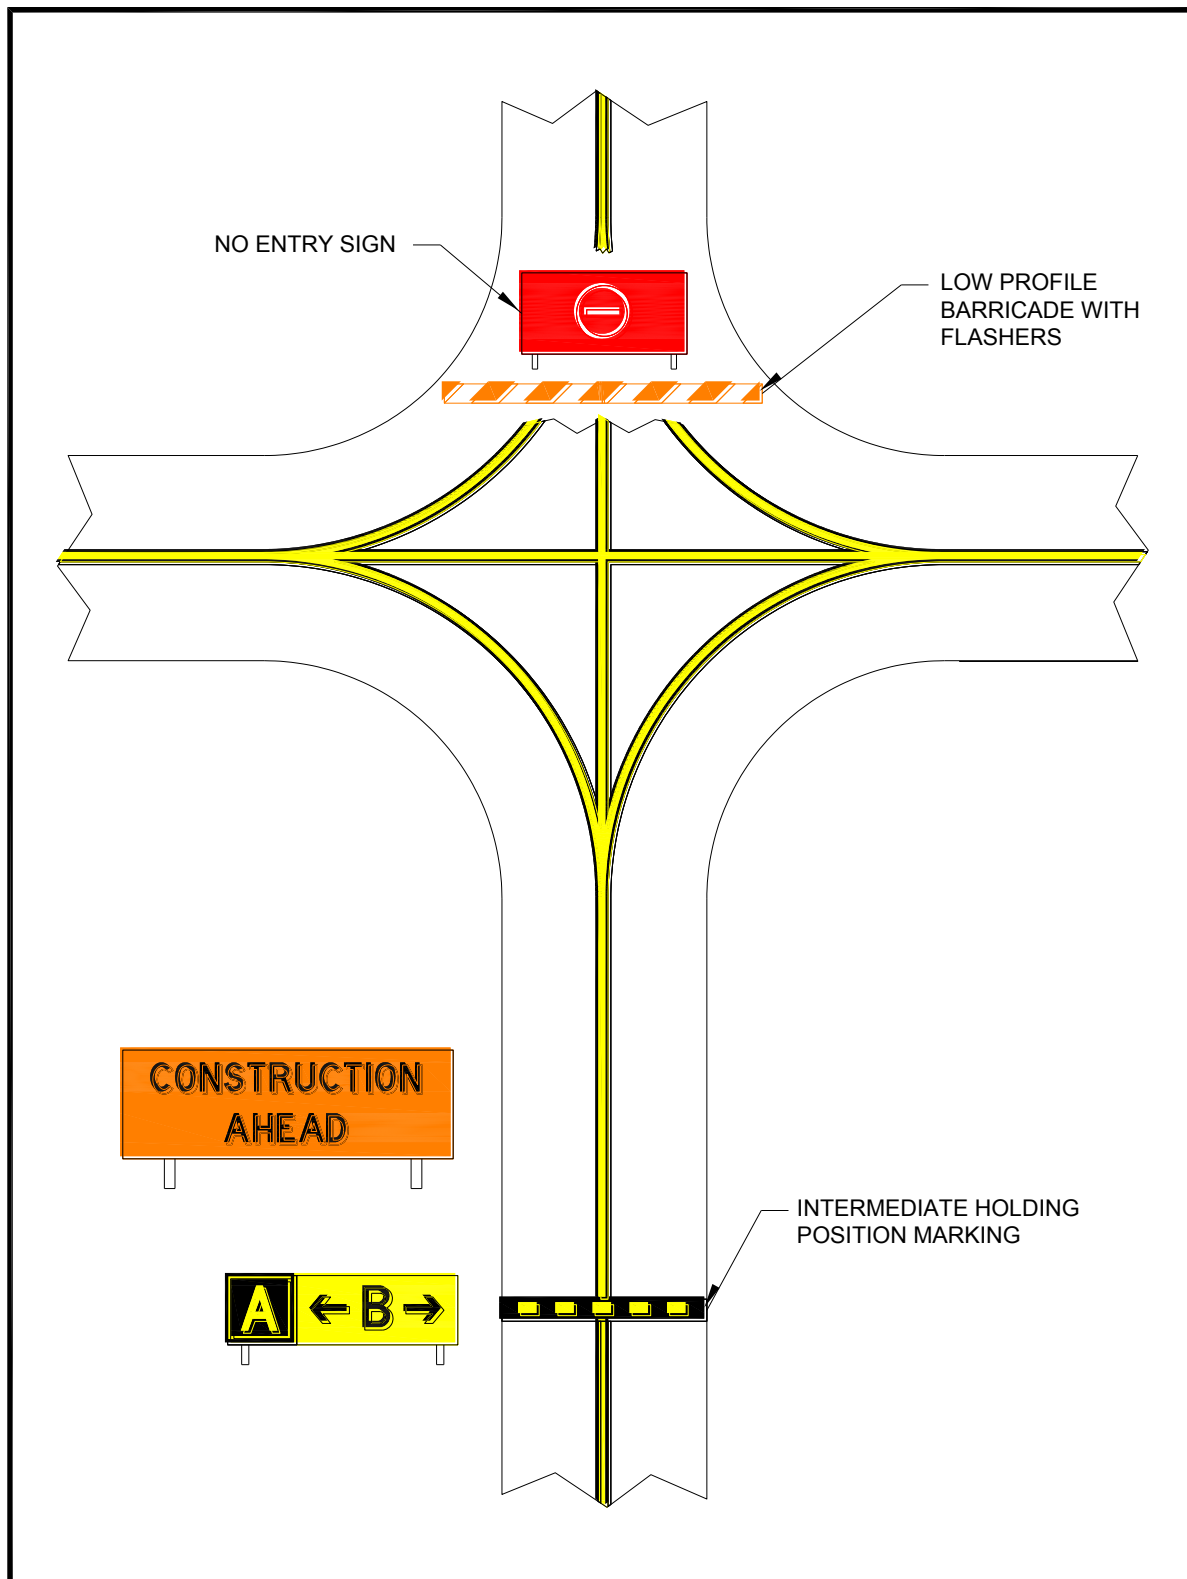 NO ENTRY SIGN
LOW PROFILE
BARRICADE WITH
FLASHERS
CONSTRUCTION
AHEAD
INTERMEDIATE HOLDING
POSITION MARKING
A ← B →